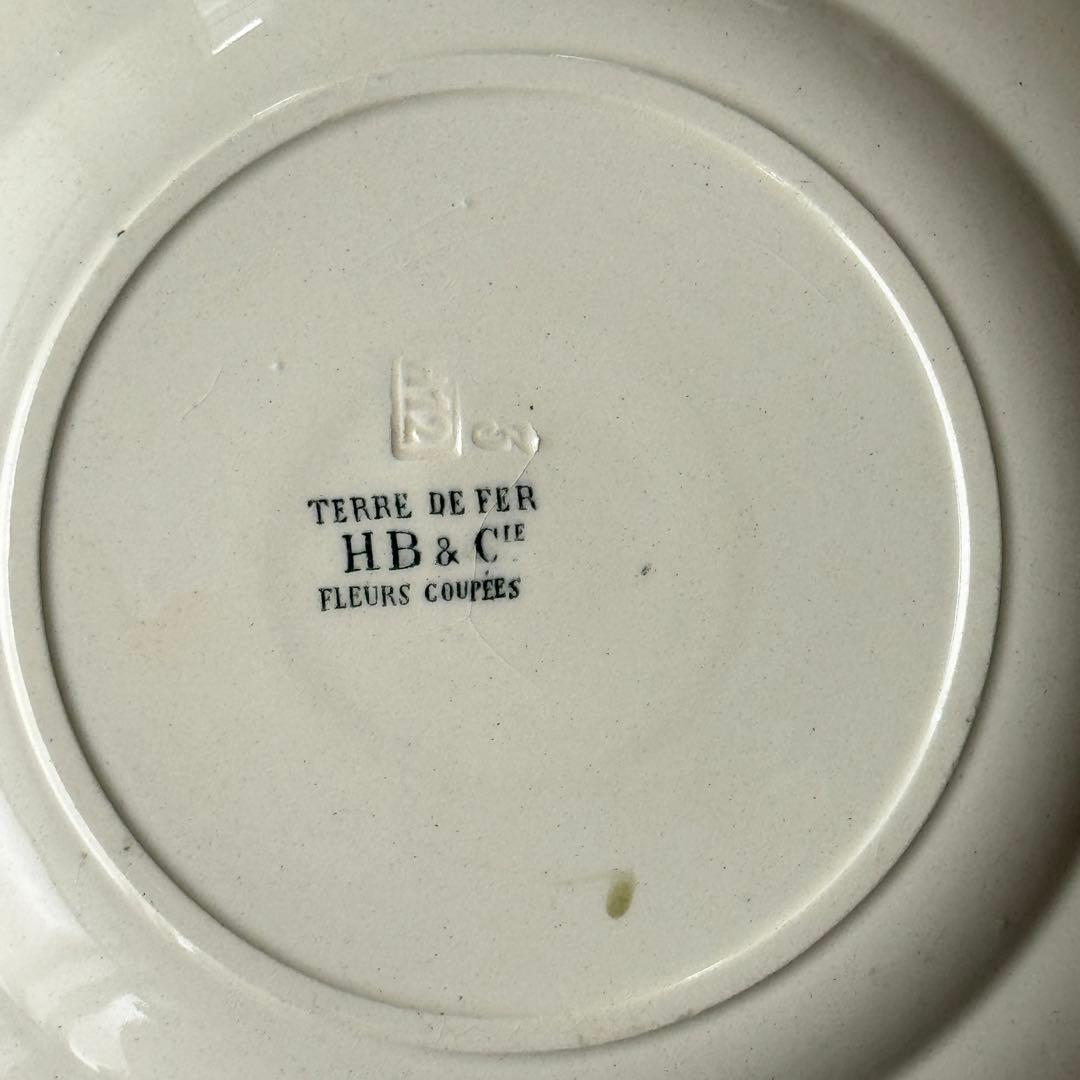 TERRE DE FER
HB & CIE
FLEURS COUPÉES